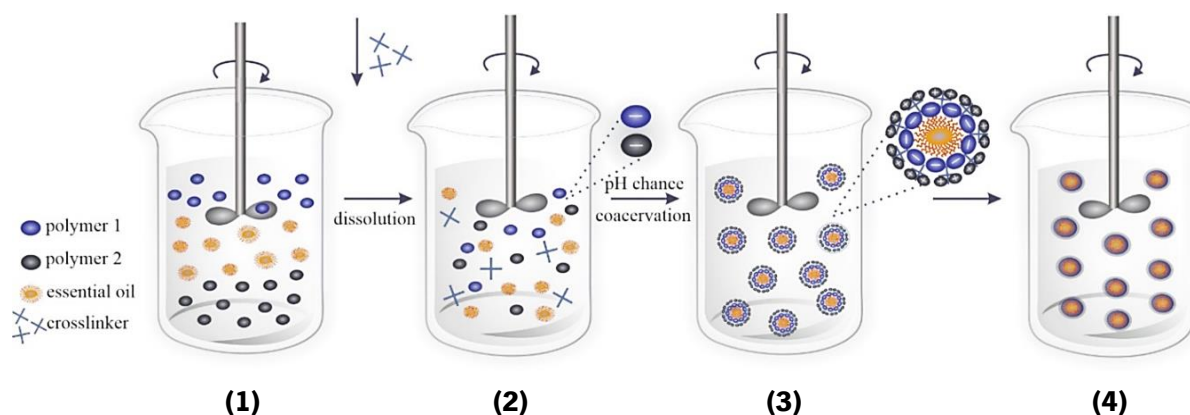 polymer 1
polymer 2
essential oil
crosslinker
dissolution
pH chance
coacervation
(1)
(2)
(3)
(4)